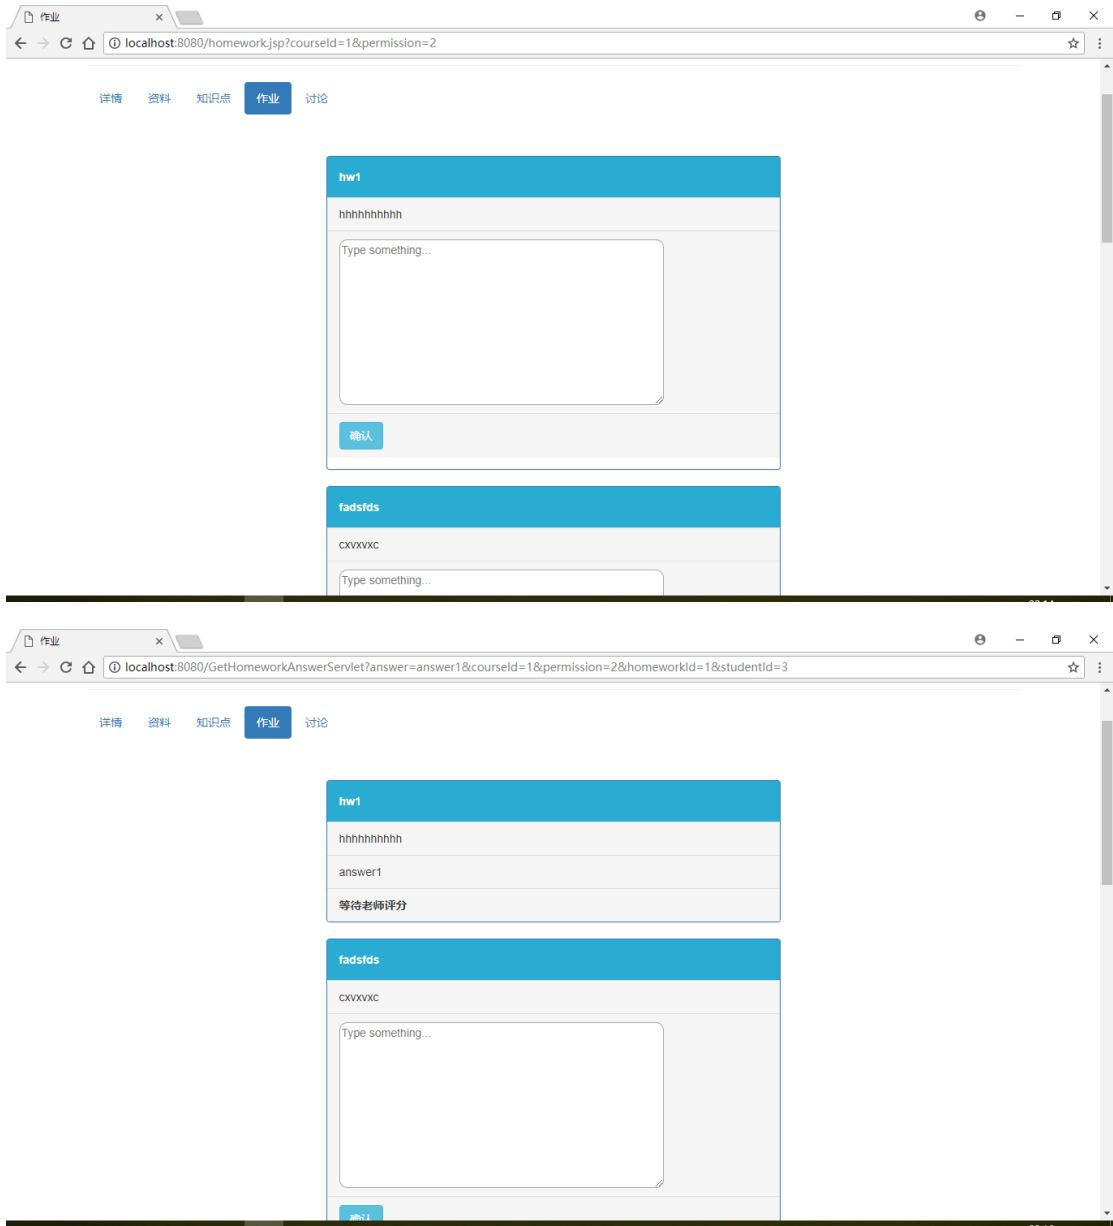 作业
localhost:8080/homework.jsp?courseId=1&permission=2
详情 资料 知识点 作业 讨论
hw1
hhhhhhhhhh
Type something...
确认
fadsfds
cxvxvxc
Type something...
作业
localhost:8080/GetHomeworkAnswerServlet?answer=answer1&courseId=1&permission=2&homeworkId=1&studentId=3
详情 资料 知识点 作业 讨论
hw1
hhhhhhhhhh
answer1
等待老师评分
fadsfds
cxvxvxc
Type something...
确认